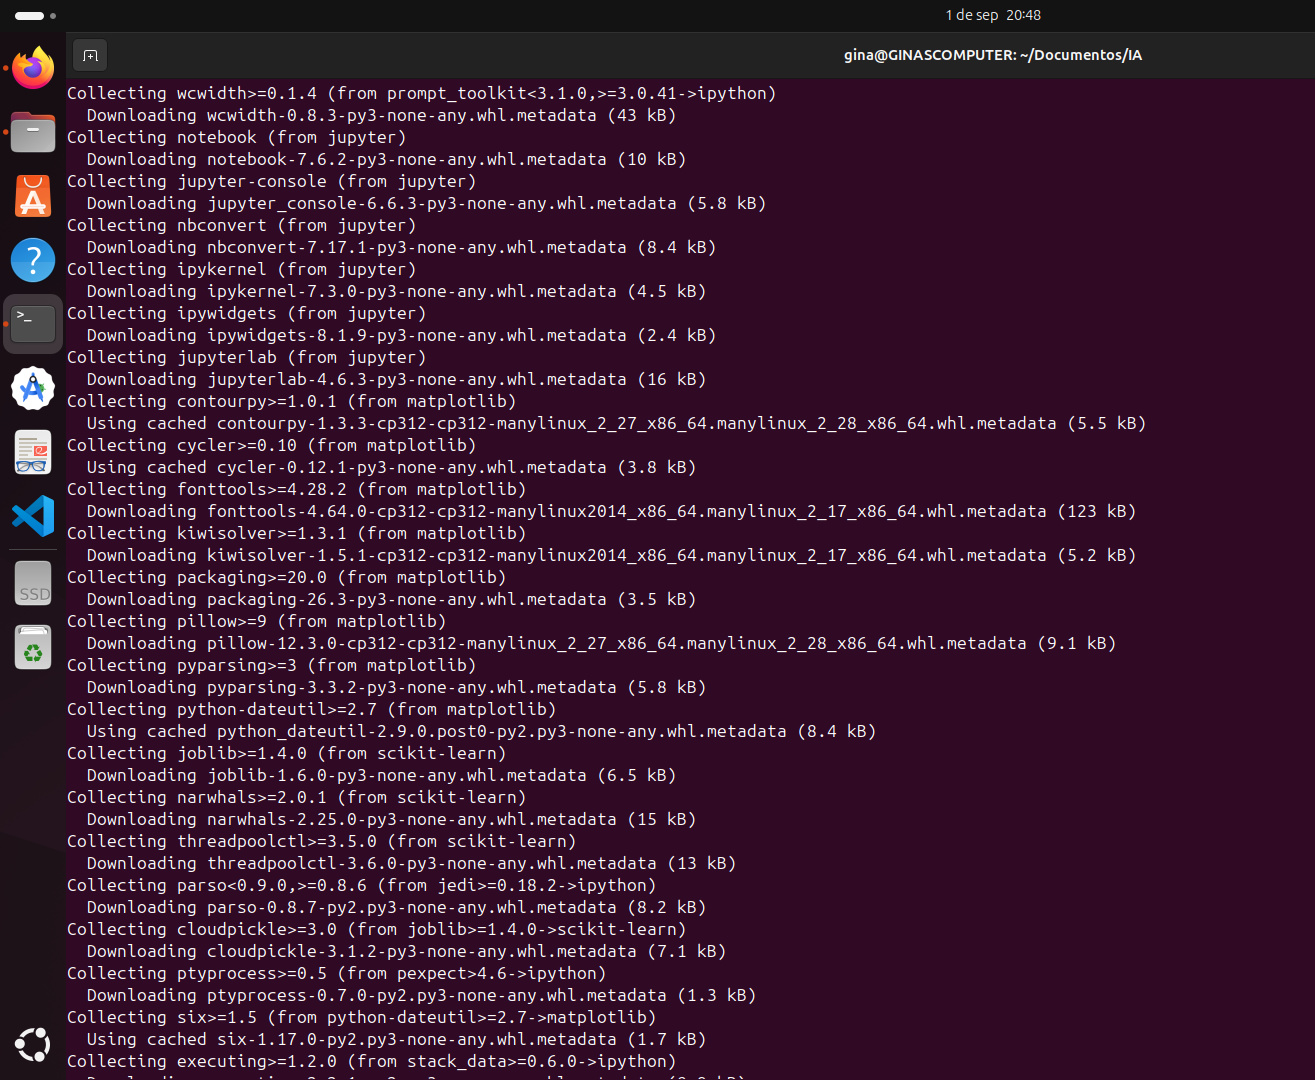 1 de sep 20:48
gina@GINASCOMPUTER: ~/Documentos/IA
Collecting wcwidth>=0.1.4 (from prompt_toolkit<3.1.0,>=3.0.41->ipython)
Downloading wcwidth-0.8.3-py3-none-any.whl.metadata (43 kB)
Collecting notebook (from jupyter)
Downloading notebook-7.6.2-py3-none-any.whl.metadata (10 kB)
Collecting jupyter-console (from jupyter)
Downloading jupyter_console-6.6.3-py3-none-any.whl.metadata (5.8 kB)
Collecting nbconvert (from jupyter)
Downloading nbconvert-7.17.1-py3-none-any.whl.metadata (8.4 kB)
Collecting ipykernel (from jupyter)
Downloading ipykernel-7.3.0-py3-none-any.whl.metadata (4.5 kB)
Collecting ipywidgets (from jupyter)
Downloading ipywidgets-8.1.9-py3-none-any.whl.metadata (2.4 kB)
Collecting jupyterlab (from jupyter)
Downloading jupyterlab-4.6.3-py3-none-any.whl.metadata (16 kB)
Collecting contourpy>=1.0.1 (from matplotlib)
Using cached contourpy-1.3.3-cp312-cp312-manylinux_2_27_x86_64.manylinux_2_28_x86_64.whl.metadata (5.5 kB)
Collecting cycler>=0.10 (from matplotlib)
Using cached cycler-0.12.1-py3-none-any.whl.metadata (3.8 kB)
Collecting fonttools>=4.28.2 (from matplotlib)
Downloading fonttools-4.64.0-cp312-cp312-manylinux2014_x86_64.manylinux_2_17_x86_64.whl.metadata (123 kB)
Collecting kiwisolver>=1.3.1 (from matplotlib)
Downloading kiwisolver-1.5.1-cp312-cp312-manylinux2014_x86_64.manylinux_2_17_x86_64.whl.metadata (5.2 kB)
Collecting packaging>=20.0 (from matplotlib)
Downloading packaging-26.3-py3-none-any.whl.metadata (3.5 kB)
Collecting pillow>=9 (from matplotlib)
Downloading pillow-12.3.0-cp312-cp312-manylinux_2_27_x86_64.manylinux_2_28_x86_64.whl.metadata (9.1 kB)
Collecting pyparsing>=3 (from matplotlib)
Downloading pyparsing-3.3.2-py3-none-any.whl.metadata (5.8 kB)
Collecting python-dateutil>=2.7 (from matplotlib)
Using cached python_dateutil-2.9.0.post0-py2.py3-none-any.whl.metadata (8.4 kB)
Collecting joblib>=1.4.0 (from scikit-learn)
Downloading joblib-1.6.0-py3-none-any.whl.metadata (6.5 kB)
Collecting narwhals>=2.0.1 (from scikit-learn)
Downloading narwhals-2.25.0-py3-none-any.whl.metadata (15 kB)
Collecting threadpoolctl>=3.5.0 (from scikit-learn)
Downloading threadpoolctl-3.6.0-py3-none-any.whl.metadata (13 kB)
Collecting parso<0.9.0,>=0.8.6 (from jedi>=0.18.2->ipython)
Downloading parso-0.8.7-py2.py3-none-any.whl.metadata (8.2 kB)
Collecting cloudpickle>=3.0 (from joblib>=1.4.0->scikit-learn)
Downloading cloudpickle-3.1.2-py3-none-any.whl.metadata (7.1 kB)
Collecting ptyprocess>=0.5 (from pexpect>4.6->ipython)
Downloading ptyprocess-0.7.0-py2.py3-none-any.whl.metadata (1.3 kB)
Collecting six>=1.5 (from python-dateutil>=2.7->matplotlib)
Using cached six-1.17.0-py2.py3-none-any.whl.metadata (1.7 kB)
Collecting executing>=1.2.0 (from stack_data>=0.6.0->ipython)
SSD